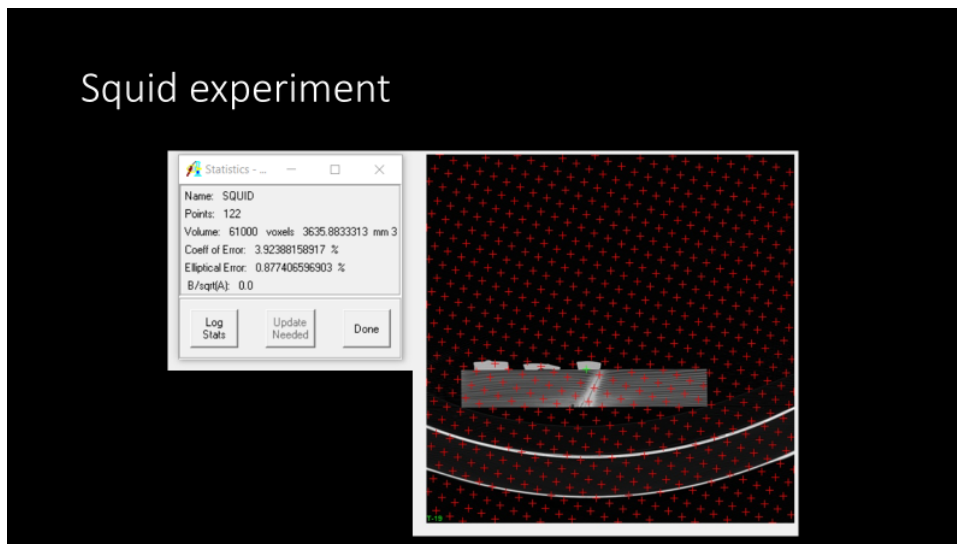 Squid experiment
Statistics - ...
Name: SQUID
Points: 122
Volume: 61000 voxels 3635.8833313 mm 3
Coeff of Error: 3.92388158917 %
Elliptical Error: 0.877406596903 %
B/sqrt(A): 0.0
Log
Stats
Update
Needed
Done
T-19